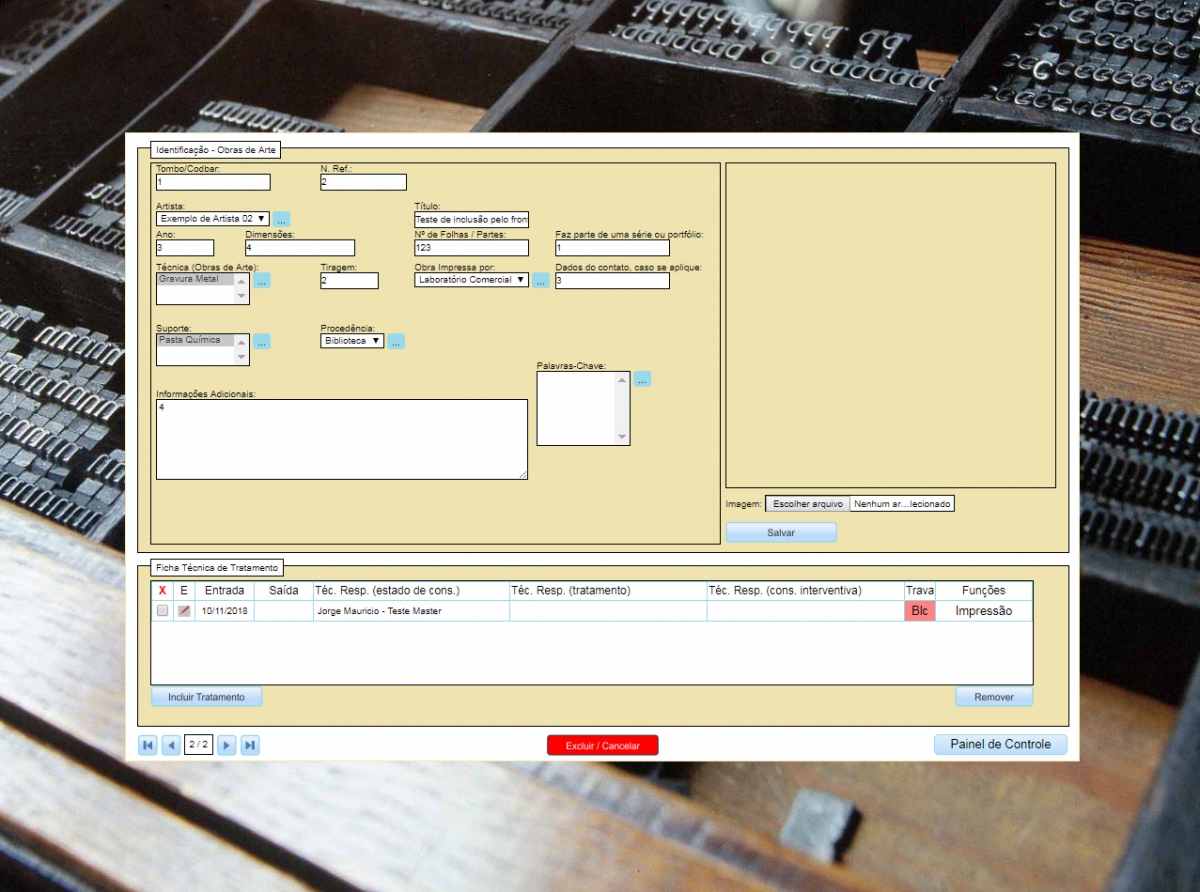 Identificação - Obras de Arte
Tombo/Codbar: N. Ref.:
1 2
Artista: Título:
Exemplo de Artista 02 ... Teste de inclusão pelo fron
Ano: Dimensões: Nº de Folhas / Partes: Faz parte de uma série ou portfólio:
3 4 123 1
Técnica (Obras de Arte): Tiragem: Obra Impressa por: Dados do contato, caso se aplique:
Gravura Metal ... 2 Laboratório Comercial ... 3
Suporte: Procedência:
Pasta Química ... Biblioteca ...
Palavras-Chave:
...
Informações Adicionais:
4
Imagem: Escolher arquivo Nenhum ar...lecionado
Salvar
Ficha Técnica de Tratamento
X E Entrada Saída Téc. Resp. (estado de cons.) Téc. Resp. (tratamento) Téc. Resp. (cons. interventiva) Trava Funções
10/11/2018 Jorge Mauricio - Teste Master Blc Impressão
Incluir Tratamento Remover
2 / 2 Excluir / Cancelar Painel de Controle